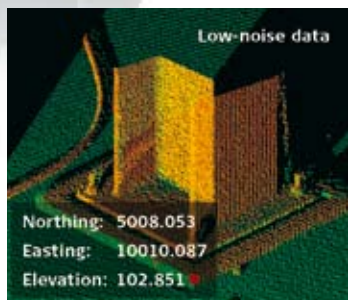 Low-noise data
Northing: 5008.053
Easting: 10010.087
Elevation: 102.851